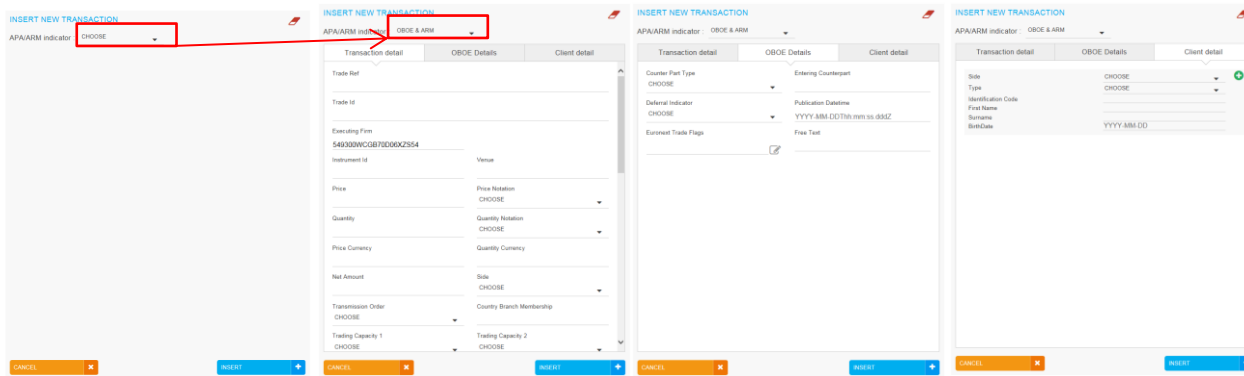 INSERT NEW TRANSACTION
APA/ARM indicator : CHOOSE
CANCEL
INSERT
INSERT NEW TRANSACTION
APA/ARM indicator : OBOE & ARM
Transaction detail OBOE Details Client detail
Trade Ref
Trade Id
Executing Firm
549300WCGB70D06XZS54
Instrument Id Venue
Price Price Notation
CHOOSE
Quantity Quantity Notation
CHOOSE
Price Currency Quantity Currency
Net Amount Side
CHOOSE
Transmission Order Country Branch Membership
CHOOSE
Trading Capacity 1 Trading Capacity 2
CHOOSE CHOOSE
CANCEL INSERT
INSERT NEW TRANSACTION
APA/ARM indicator : OBOE & ARM
Transaction detail OBOE Details Client detail
Counter Part Type Entering Counterpart
CHOOSE
Deferral Indicator Publication Datetime
CHOOSE YYYY-MM-DDThh:mm:ss.dddZ
Euronext Trade Flags Free Text
CANCEL INSERT
INSERT NEW TRANSACTION
APA/ARM indicator : OBOE & ARM
Transaction detail OBOE Details Client detail
Side CHOOSE
Type CHOOSE
Identification Code
First Name
Surname
BirthDate YYYY-MM-DD
CANCEL INSERT